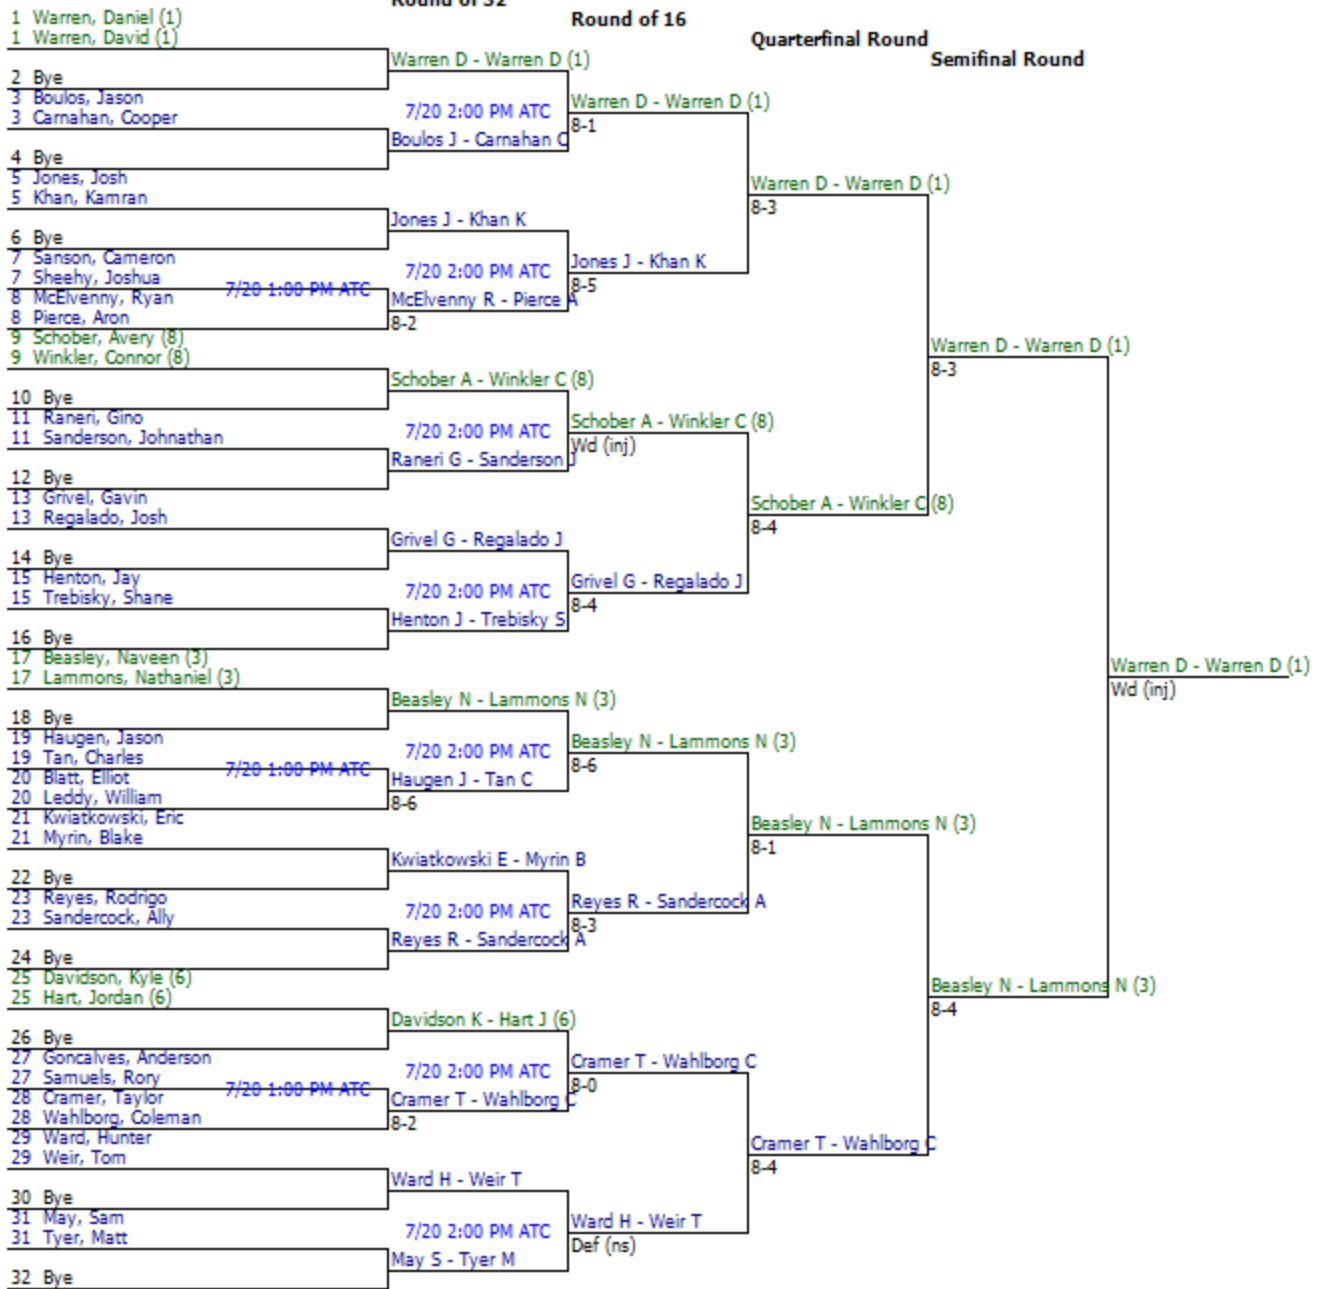 Round of 32
Round of 16
Quarterfinal Round
Semifinal Round
1 Warren, Daniel (1)
1 Warren, David (1)
2 Bye
3 Boulos, Jason
3 Carnahan, Cooper
4 Bye
5 Jones, Josh
5 Khan, Kamran
6 Bye
7 Sanson, Cameron
7 Sheehy, Joshua
7/20 1:00 PM ATC
8 McElvenny, Ryan
8 Pierce, Aron
9 Schober, Avery (8)
9 Winkler, Connor (8)
10 Bye
11 Raneri, Gino
11 Sanderson, Johnathan
12 Bye
13 Grivel, Gavin
13 Regalado, Josh
14 Bye
15 Henton, Jay
15 Trebisky, Shane
16 Bye
17 Beasley, Naveen (3)
17 Lammons, Nathaniel (3)
18 Bye
19 Haugen, Jason
19 Tan, Charles
7/20 1:00 PM ATC
20 Blatt, Elliot
20 Leddy, William
21 Kwiatkowski, Eric
21 Myrin, Blake
22 Bye
23 Reyes, Rodrigo
23 Sandercock, Ally
24 Bye
25 Davidson, Kyle (6)
25 Hart, Jordan (6)
26 Bye
27 Goncalves, Anderson
27 Samuels, Rory
7/20 1:00 PM ATC
28 Cramer, Taylor
28 Wahlborg, Coleman
29 Ward, Hunter
29 Weir, Tom
30 Bye
31 May, Sam
31 Tyer, Matt
32 Bye
Warren D - Warren D (1)
7/20 2:00 PM ATC
Boulos J - Carnahan C
Jones J - Khan K
7/20 2:00 PM ATC
McElvenny R - Pierce A
8-2
Schober A - Winkler C (8)
7/20 2:00 PM ATC
Raneri G - Sanderson J
Grivel G - Regalado J
7/20 2:00 PM ATC
Henton J - Trebisky S
Beasley N - Lammons N (3)
7/20 2:00 PM ATC
Haugen J - Tan C
8-6
Kwiatkowski E - Myrin B
7/20 2:00 PM ATC
Reyes R - Sandercock A
Davidson K - Hart J (6)
7/20 2:00 PM ATC
Cramer T - Wahlborg C
8-2
Ward H - Weir T
7/20 2:00 PM ATC
May S - Tyer M
Warren D - Warren D (1)
8-1
Jones J - Khan K
8-5
Schober A - Winkler C (8)
Wd (inj)
Grivel G - Regalado J
8-4
Beasley N - Lammons N (3)
8-6
Reyes R - Sandercock A
8-3
Cramer T - Wahlborg C
8-0
Ward H - Weir T
Def (ns)
Warren D - Warren D (1)
8-3
Schober A - Winkler C (8)
8-4
Beasley N - Lammons N (3)
8-1
Cramer T - Wahlborg C
8-4
Warren D - Warren D (1)
8-3
Beasley N - Lammons N (3)
8-4
Warren D - Warren D (1)
Wd (inj)